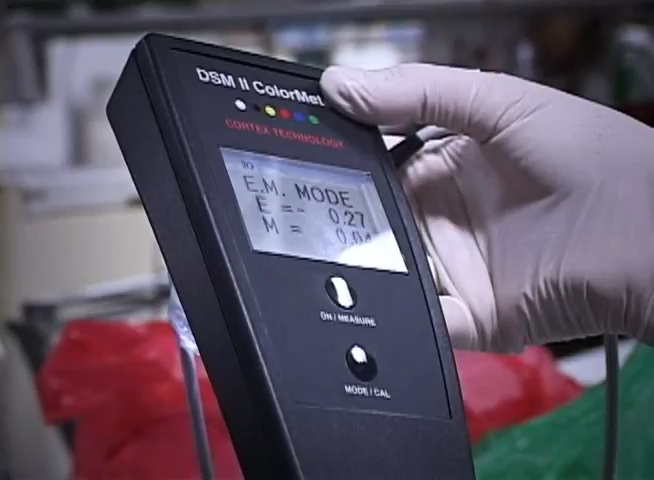 DSM II ColorMet
CORTEX TECHNOLOGY
E.M. MODE
E =- 0.27
M = 0.04
ON / MEASURE
MODE / CAL